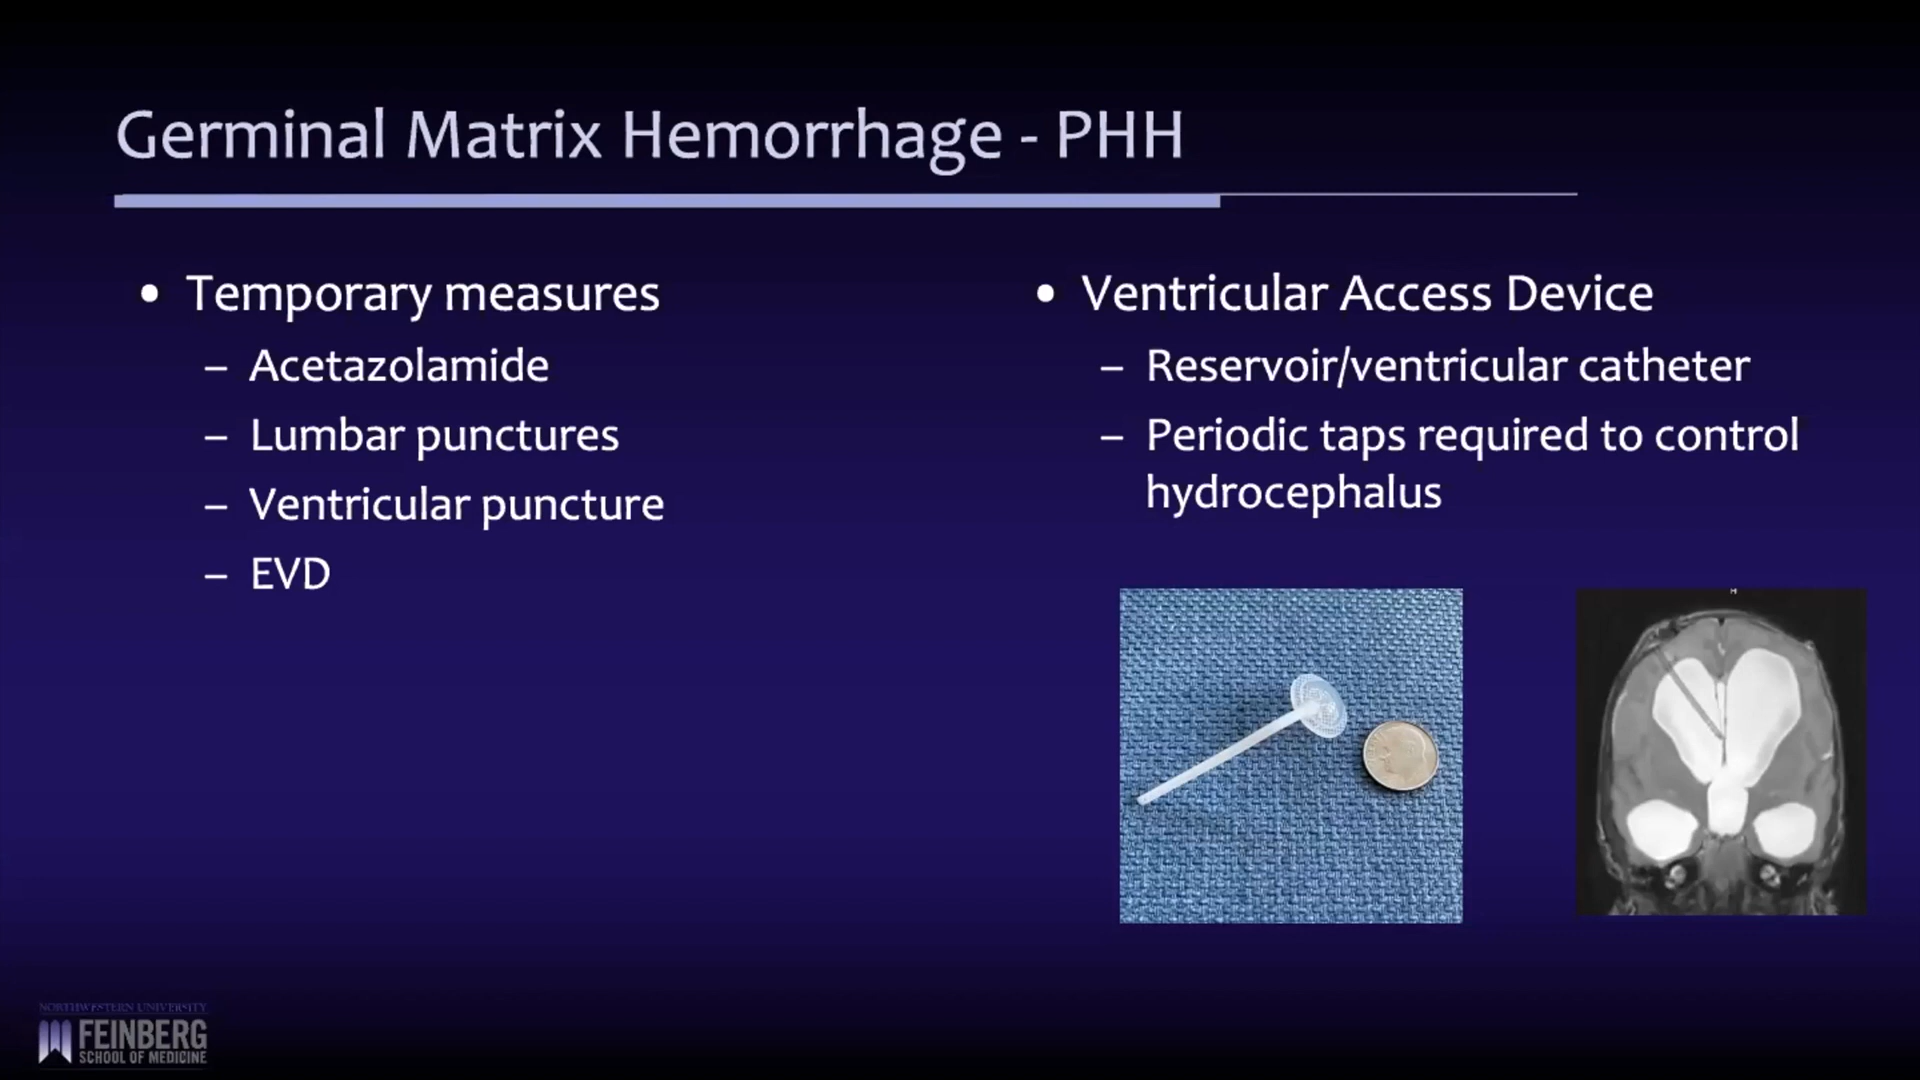 Germinal Matrix Hemorrhage - PHH
• Temporary measures
– Acetazolamide
– Lumbar punctures
– Ventricular puncture
– EVD
• Ventricular Access Device
– Reservoir/ventricular catheter
– Periodic taps required to control
hydrocephalus
H
NORTHWESTERN UNIVERSITY
FEINBERG
SCHOOL OF MEDICINE